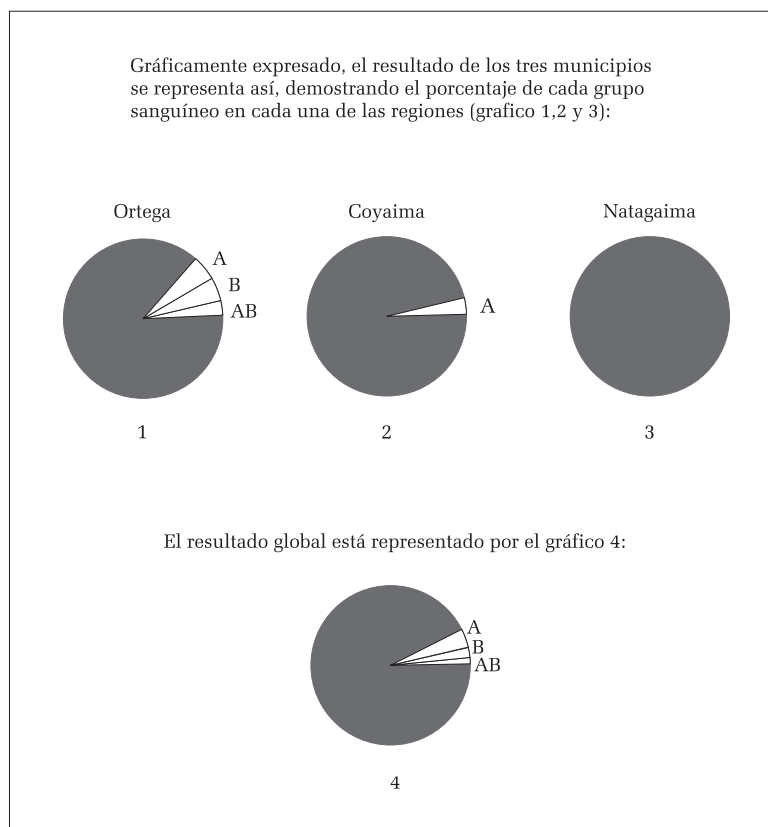 Gráficamente expresado, el resultado de los tres municipios
se representa así, demostrando el porcentaje de cada grupo
sanguíneo en cada una de las regiones (grafico 1,2 y 3):
Ortega
Coyaima
Natagaima
A
B
AB
A
1
2
3
El resultado global está representado por el gráfico 4:
A
B
AB
4